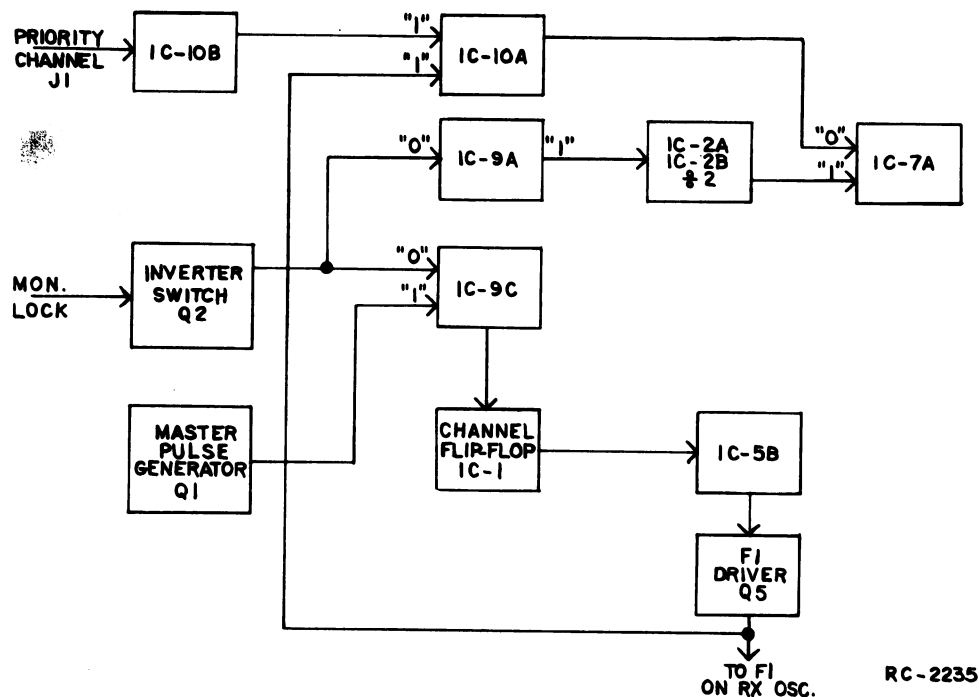 PRIORITY
CHANNEL
J1
IC-10B
"1"
"1"
IC-10A
"0"
IC-9A
"1"
IC-2A
IC-2B
÷2
"0"
"1"
IC-7A
MON.
LOCK
INVERTER
SWITCH
Q2
"0"
"1"
IC-9C
MASTER
PULSE
GENERATOR
Q1
CHANNEL
FLIP-FLOP
IC-1
IC-5B
F1
DRIVER
Q5
TO F1
ON RX OSC.
RC-2235